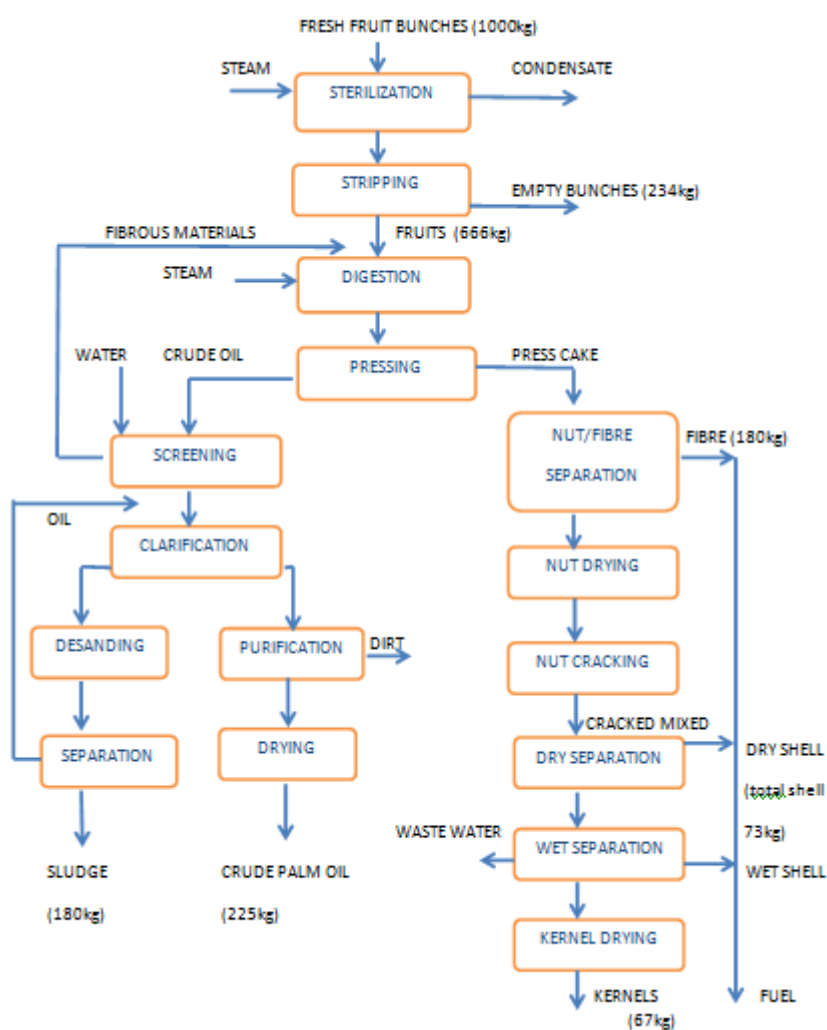 FRESH FRUIT BUNCHES (1000kg)
STEAM
CONDENSATE
STERILIZATION
STRIPPING
EMPTY BUNCHES (234kg)
FIBROUS MATERIALS
FRUITS (666kg)
STEAM
DIGESTION
WATER
CRUDE OIL
PRESS CAKE
PRESSING
NUT/FIBRE
SEPARATION
FIBRE (180kg)
SCREENING
OIL
CLARIFICATION
NUT DRYING
DESANDING
PURIFICATION
DIRT
NUT CRACKING
CRACKED MIXED
SEPARATION
DRYING
DRY SEPARATION
DRY SHELL
(total shell
73kg)
WASTE WATER
WET SEPARATION
WET SHELL
SLUDGE
(180kg)
CRUDE PALM OIL
(225kg)
KERNEL DRYING
KERNELS
(67kg)
FUEL